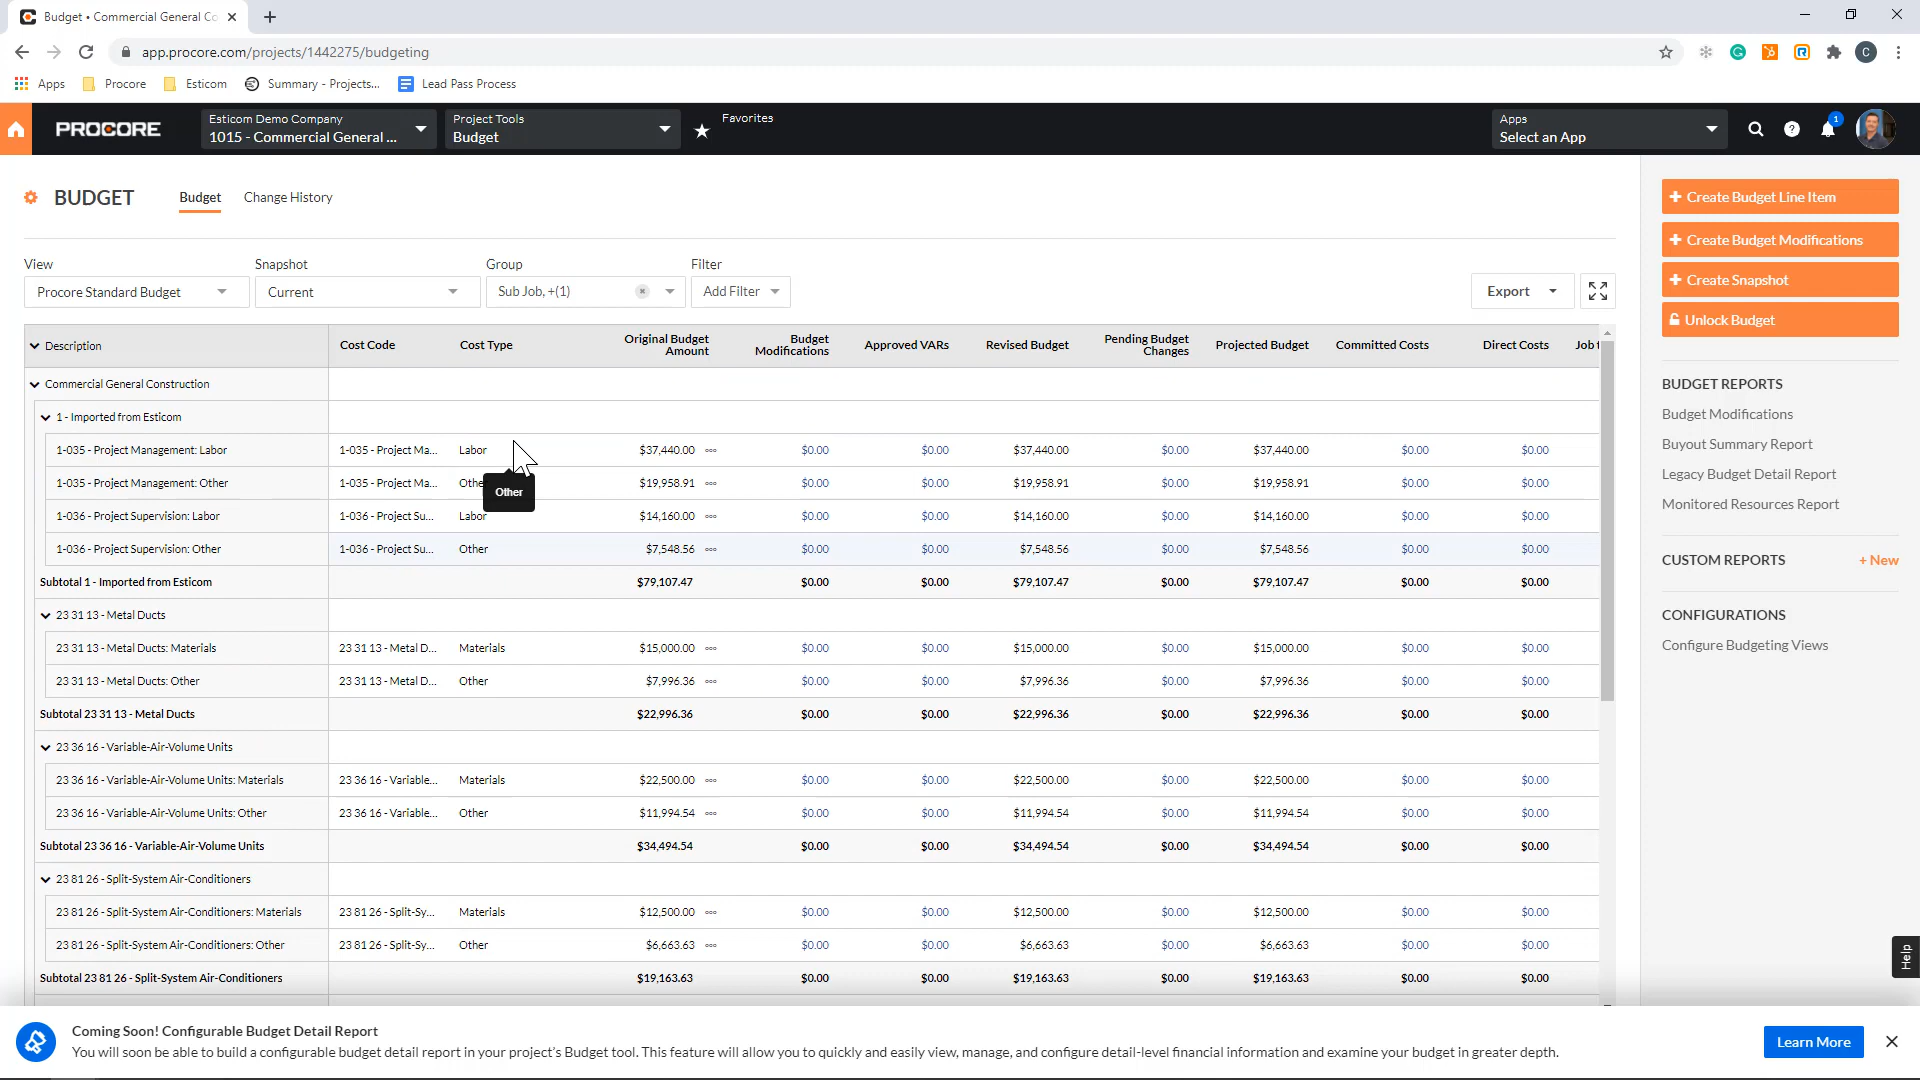 Budget • Commercial General Co
app.procore.com/projects/1442275/budgeting
C
Apps
Procore
Esticom
Summary - Projects...
Lead Pass Process
PROCORE
Esticom Demo Company
1015 - Commercial General ...
Project Tools
Budget
Favorites
Apps
Select an App
1
BUDGET
Budget
Change History
View
Procore Standard Budget
Snapshot
Current
Group
Sub Job, +(1)
Filter
Add Filter
Export
Description Cost Code Cost Type Original Budget Amount Budget Modifications Approved VARs Revised Budget Pending Budget Changes Projected Budget Committed Costs Direct Costs Job t
Commercial General Construction
1 - Imported from Esticom
1-035 - Project Management: Labor 1-035 - Project Ma... Labor $37,440.00 $0.00 $0.00 $37,440.00 $0.00 $37,440.00 $0.00 $0.00
1-035 - Project Management: Other 1-035 - Project Ma... Othe $19,958.91 $0.00 $0.00 $19,958.91 $0.00 $19,958.91 $0.00 $0.00
Other
1-036 - Project Supervision: Labor 1-036 - Project Su... Labor $14,160.00 $0.00 $0.00 $14,160.00 $0.00 $14,160.00 $0.00 $0.00
1-036 - Project Supervision: Other 1-036 - Project Su... Other $7,548.56 $0.00 $0.00 $7,548.56 $0.00 $7,548.56 $0.00 $0.00
Subtotal 1 - Imported from Esticom $79,107.47 $0.00 $0.00 $79,107.47 $0.00 $79,107.47 $0.00 $0.00
23 31 13 - Metal Ducts
23 31 13 - Metal Ducts: Materials 23 31 13 - Metal D... Materials $15,000.00 $0.00 $0.00 $15,000.00 $0.00 $15,000.00 $0.00 $0.00
23 31 13 - Metal Ducts: Other 23 31 13 - Metal D... Other $7,996.36 $0.00 $0.00 $7,996.36 $0.00 $7,996.36 $0.00 $0.00
Subtotal 23 31 13 - Metal Ducts $22,996.36 $0.00 $0.00 $22,996.36 $0.00 $22,996.36 $0.00 $0.00
23 36 16 - Variable-Air-Volume Units
23 36 16 - Variable-Air-Volume Units: Materials 23 36 16 - Variable... Materials $22,500.00 $0.00 $0.00 $22,500.00 $0.00 $22,500.00 $0.00 $0.00
23 36 16 - Variable-Air-Volume Units: Other 23 36 16 - Variable... Other $11,994.54 $0.00 $0.00 $11,994.54 $0.00 $11,994.54 $0.00 $0.00
Subtotal 23 36 16 - Variable-Air-Volume Units $34,494.54 $0.00 $0.00 $34,494.54 $0.00 $34,494.54 $0.00 $0.00
23 81 26 - Split-System Air-Conditioners
23 81 26 - Split-System Air-Conditioners: Materials 23 81 26 - Split-Sy... Materials $12,500.00 $0.00 $0.00 $12,500.00 $0.00 $12,500.00 $0.00 $0.00
23 81 26 - Split-System Air-Conditioners: Other 23 81 26 - Split-Sy... Other $6,663.63 $0.00 $0.00 $6,663.63 $0.00 $6,663.63 $0.00 $0.00
Subtotal 23 81 26 - Split-System Air-Conditioners $19,163.63 $0.00 $0.00 $19,163.63 $0.00 $19,163.63 $0.00 $0.00
+ Create Budget Line Item
+ Create Budget Modifications
+ Create Snapshot
Unlock Budget
BUDGET REPORTS
Budget Modifications
Buyout Summary Report
Legacy Budget Detail Report
Monitored Resources Report
CUSTOM REPORTS + New
CONFIGURATIONS
Configure Budgeting Views
Help
Coming Soon! Configurable Budget Detail Report
You will soon be able to build a configurable budget detail report in your project's Budget tool. This feature will allow you to quickly and easily view, manage, and configure detail-level financial information and examine your budget in greater depth.
Learn More